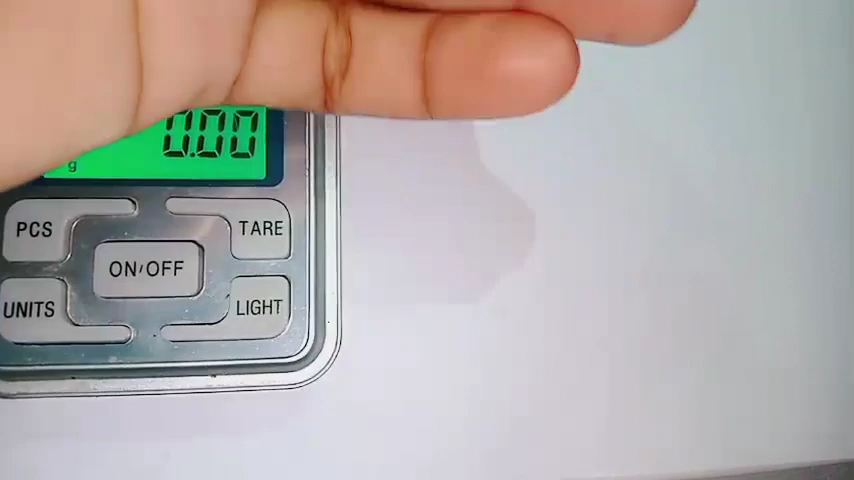 0.00
g
PCS
TARE
ON/OFF
UNITS
LIGHT